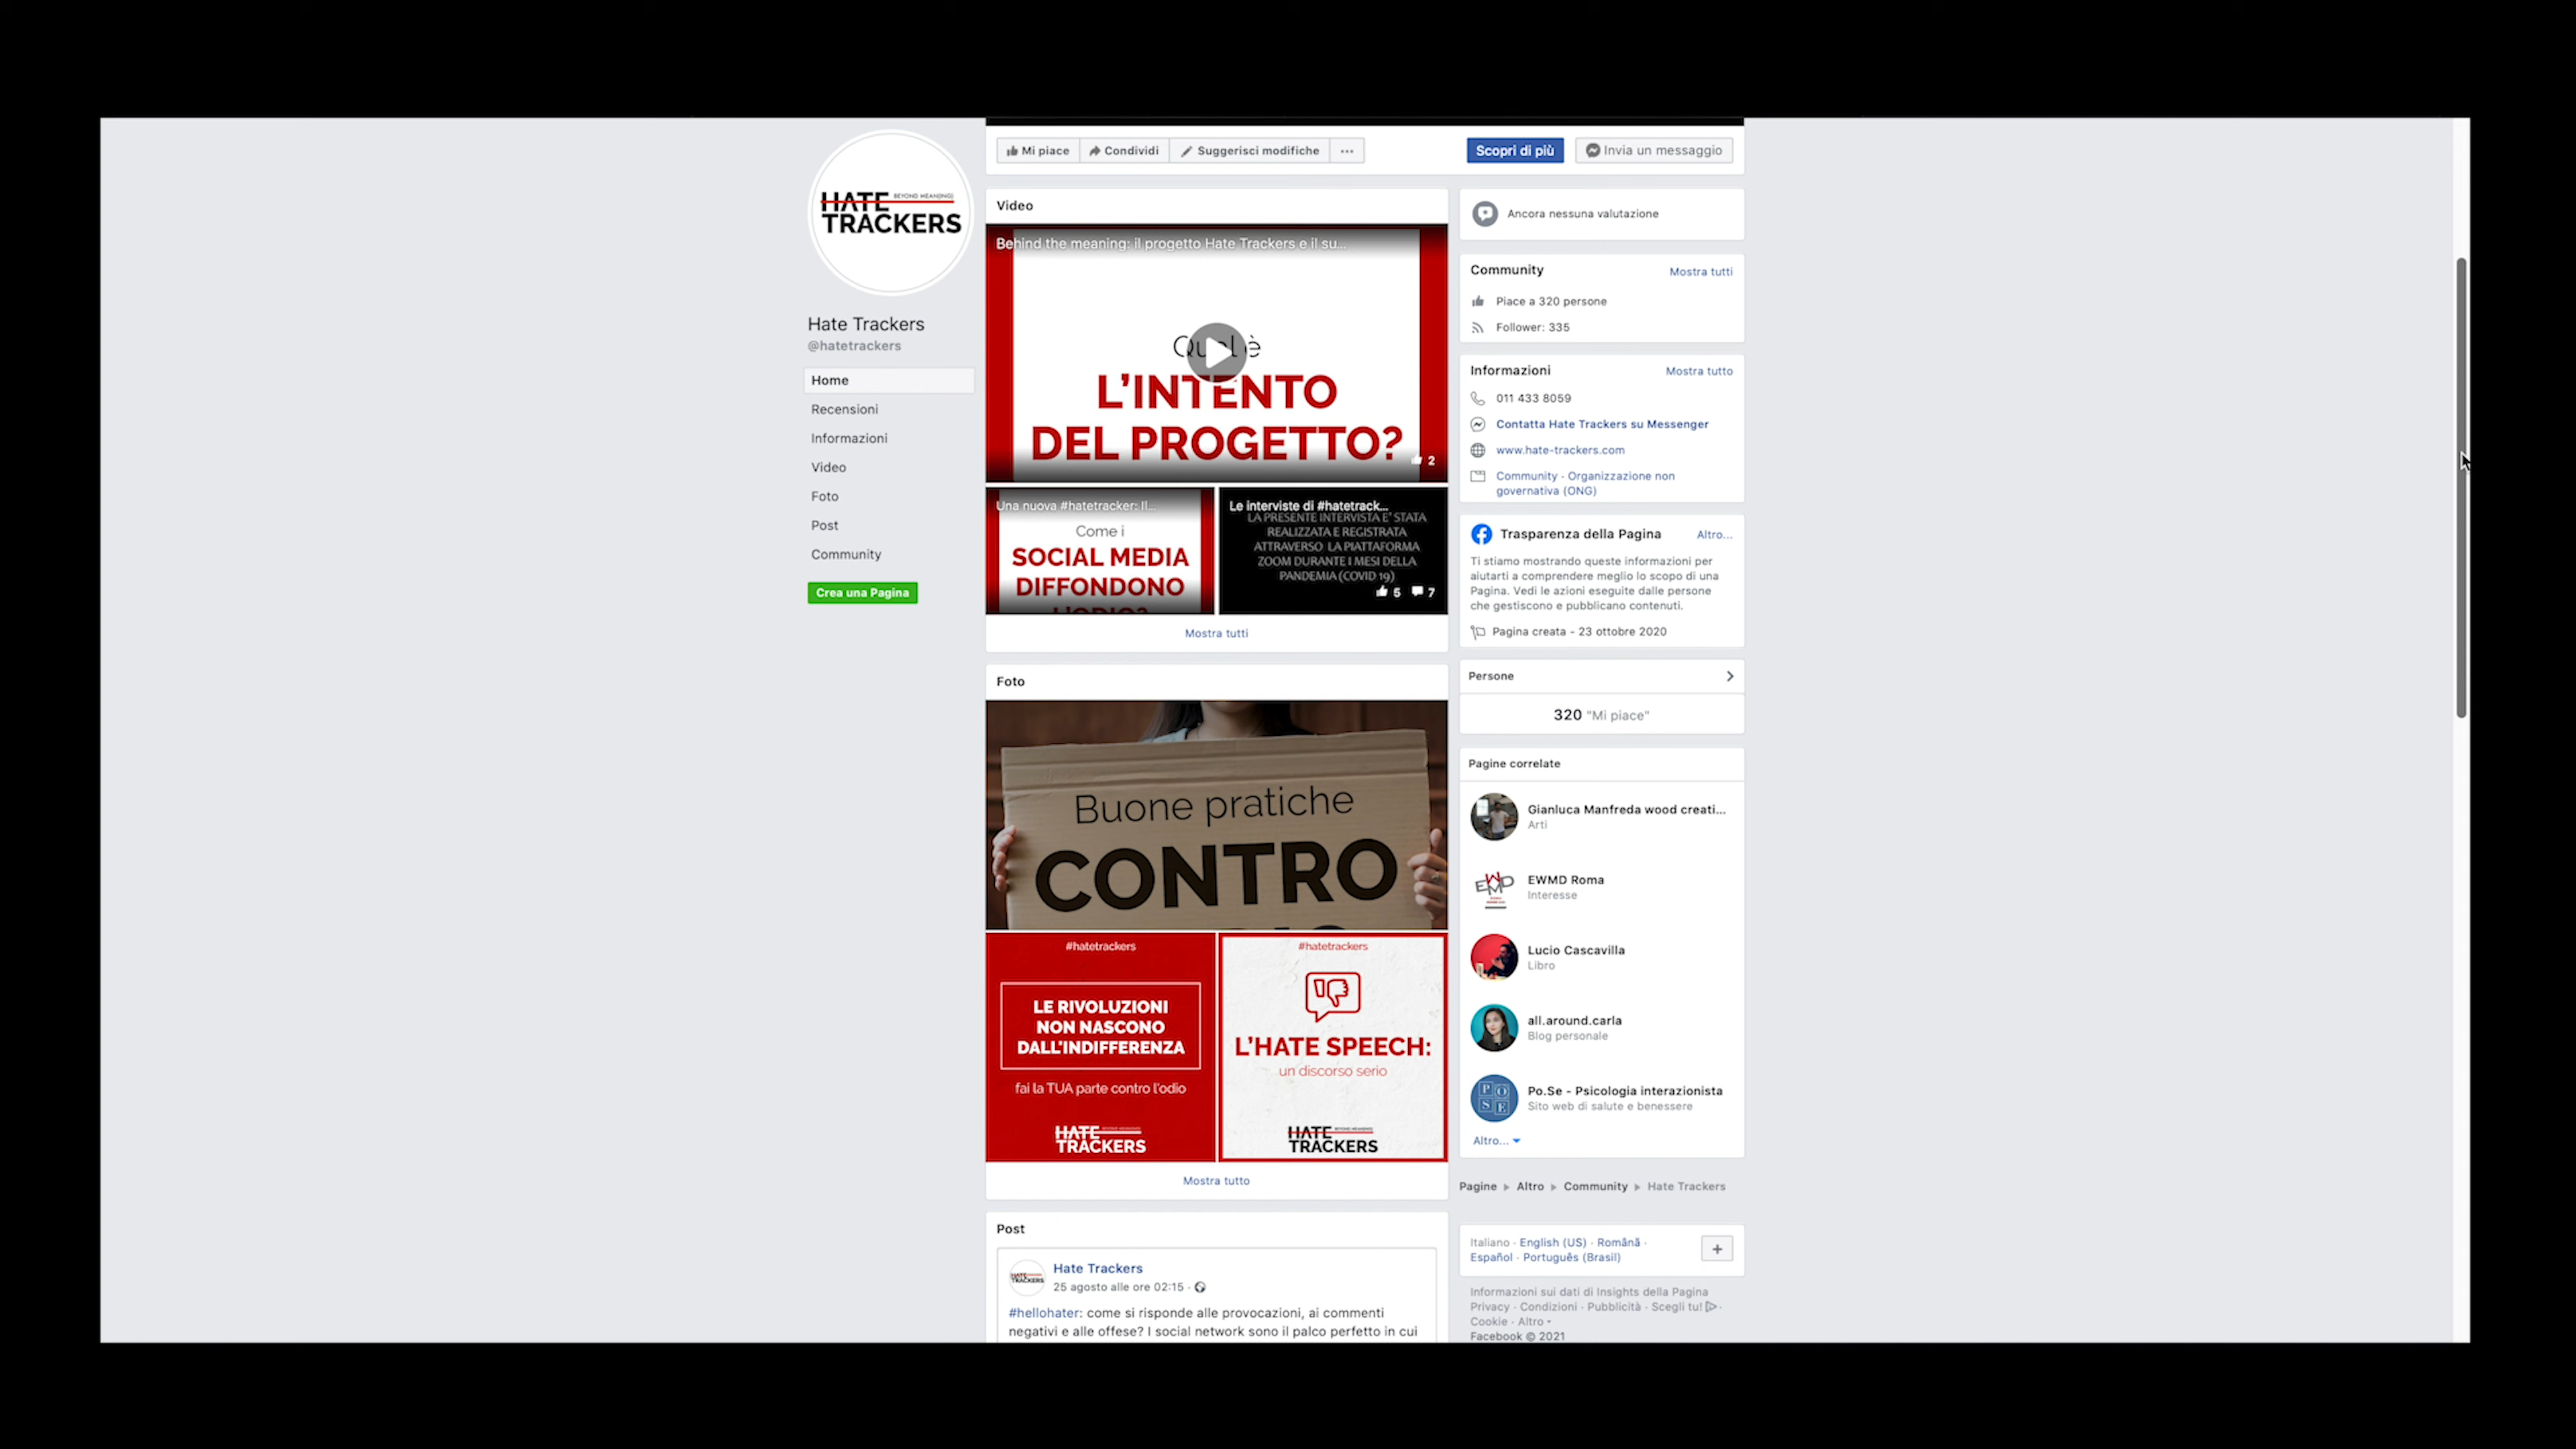 HATE BEYOND MEANING)
TRACKERS
Hate Trackers
@hatetrackers
Home
Recensioni
Informazioni
Video
Foto
Post
Community
Crea una Pagina
Mi piace
Condividi
Suggerisci modifiche
...
Scopri di più
Invia un messaggio
Video
Behind the meaning: il progetto Hate Trackers e il su...
Qual è
L'INTENTO
DEL PROGETTO?
2
Una nuova #hatetracker: Il...
Come i
SOCIAL MEDIA
DIFFONDONO
L'ODIO?
Le interviste di #hatetrack...
LA PRESENTE INTERVISTA E' STATA
REALIZZATA E REGISTRATA
ATTRAVERSO LA PIATTAFORMA
ZOOM DURANTE I MESI DELLA
PANDEMIA (COVID 19)
5 7
Mostra tutti
Foto
Buone pratiche
CONTRO
#hatetrackers
LE RIVOLUZIONI
NON NASCONO
DALL'INDIFFERENZA
fai la TUA parte contro l'odio
HATE
TRACKERS
#hatetrackers
L'HATE SPEECH:
un discorso serio
HATE
TRACKERS
Mostra tutto
Post
Hate Trackers
25 agosto alle ore 02:15 ·
#hellohater: come si risponde alle provocazioni, ai commenti
negativi e alle offese? I social network sono il palco perfetto in cui
Ancora nessuna valutazione
Community Mostra tutti
Piace a 320 persone
Follower: 335
Informazioni Mostra tutto
011 433 8059
Contatta Hate Trackers su Messenger
www.hate-trackers.com
Community · Organizzazione non
governativa (ONG)
Trasparenza della Pagina Altro...
Ti stiamo mostrando queste informazioni per
aiutarti a comprendere meglio lo scopo di una
Pagina. Vedi le azioni eseguite dalle persone
che gestiscono e pubblicano contenuti.
Pagina creata - 23 ottobre 2020
Persone
320 "Mi piace"
Pagine correlate
Gianluca Manfreda wood creati...
Arti
EWMD
EWMD Roma
Interesse
Lucio Cascavilla
Libro
all.around.carla
Blog personale
PO
SE
Po.Se - Psicologia interazionista
Sito web di salute e benessere
Altro...
Pagine Altro Community Hate Trackers
Italiano · English (US) · Română ·
Español · Português (Brasil)
+
Informazioni sui dati di Insights della Pagina
Privacy · Condizioni · Pubblicità · Scegli tu! ·
Cookie · Altro
Facebook © 2021